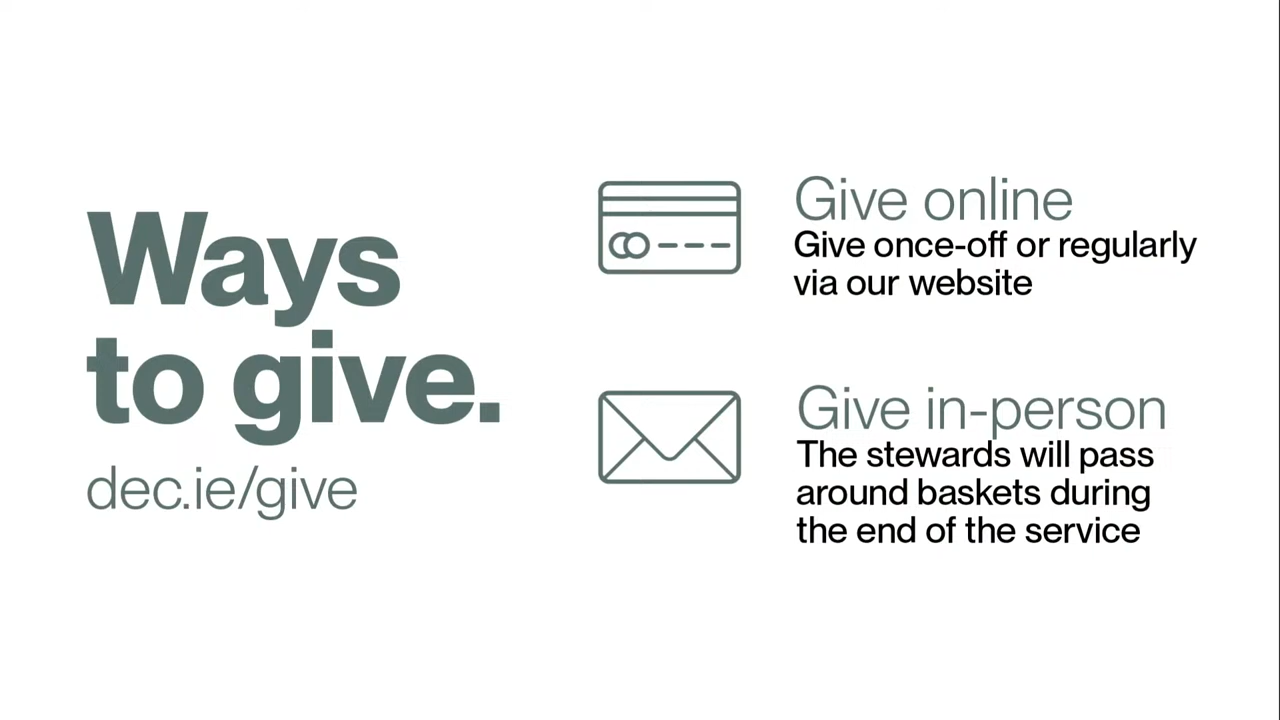 Ways
to give.
dec.ie/give
Give online
Give once-off or regularly
via our website
Give in-person
The stewards will pass
around baskets during
the end of the service